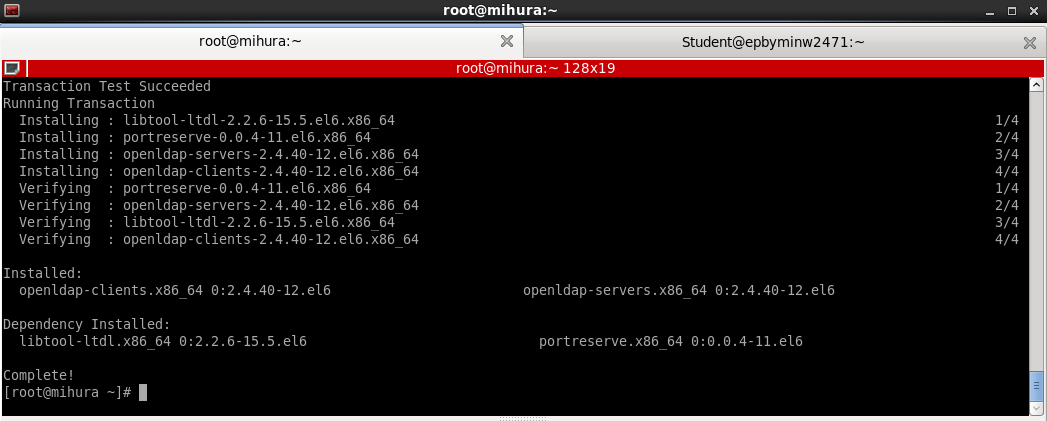 root@mihura:~
root@mihura:~ Student@epbyminw2471:~
root@mihura:~ 128x19
Transaction Test Succeeded
Running Transaction
  Installing : libtool-ltdl-2.2.6-15.5.el6.x86_64 1/4
  Installing : portreserve-0.0.4-11.el6.x86_64 2/4
  Installing : openldap-servers-2.4.40-12.el6.x86_64 3/4
  Installing : openldap-clients-2.4.40-12.el6.x86_64 4/4
  Verifying  : portreserve-0.0.4-11.el6.x86_64 1/4
  Verifying  : openldap-servers-2.4.40-12.el6.x86_64 2/4
  Verifying  : libtool-ltdl-2.2.6-15.5.el6.x86_64 3/4
  Verifying  : openldap-clients-2.4.40-12.el6.x86_64 4/4
Installed:
  openldap-clients.x86_64 0:2.4.40-12.el6 openldap-servers.x86_64 0:2.4.40-12.el6
Dependency Installed:
  libtool-ltdl.x86_64 0:2.2.6-15.5.el6 portreserve.x86_64 0:0.0.4-11.el6
Complete!
[root@mihura ~]#